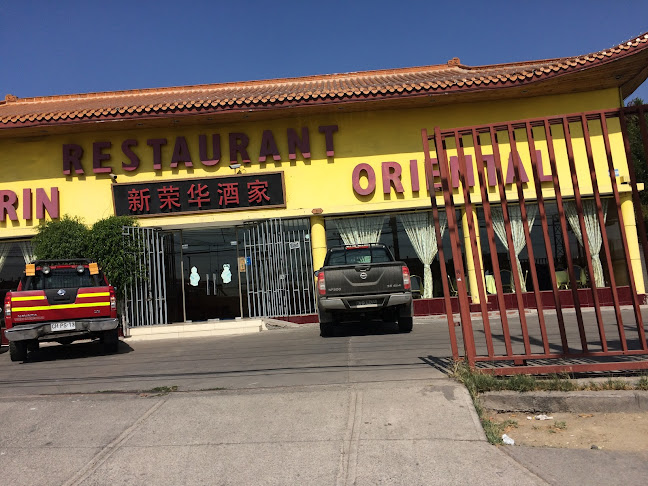 RESTAURANT
RIN
ORIENTAL
新荣华酒家